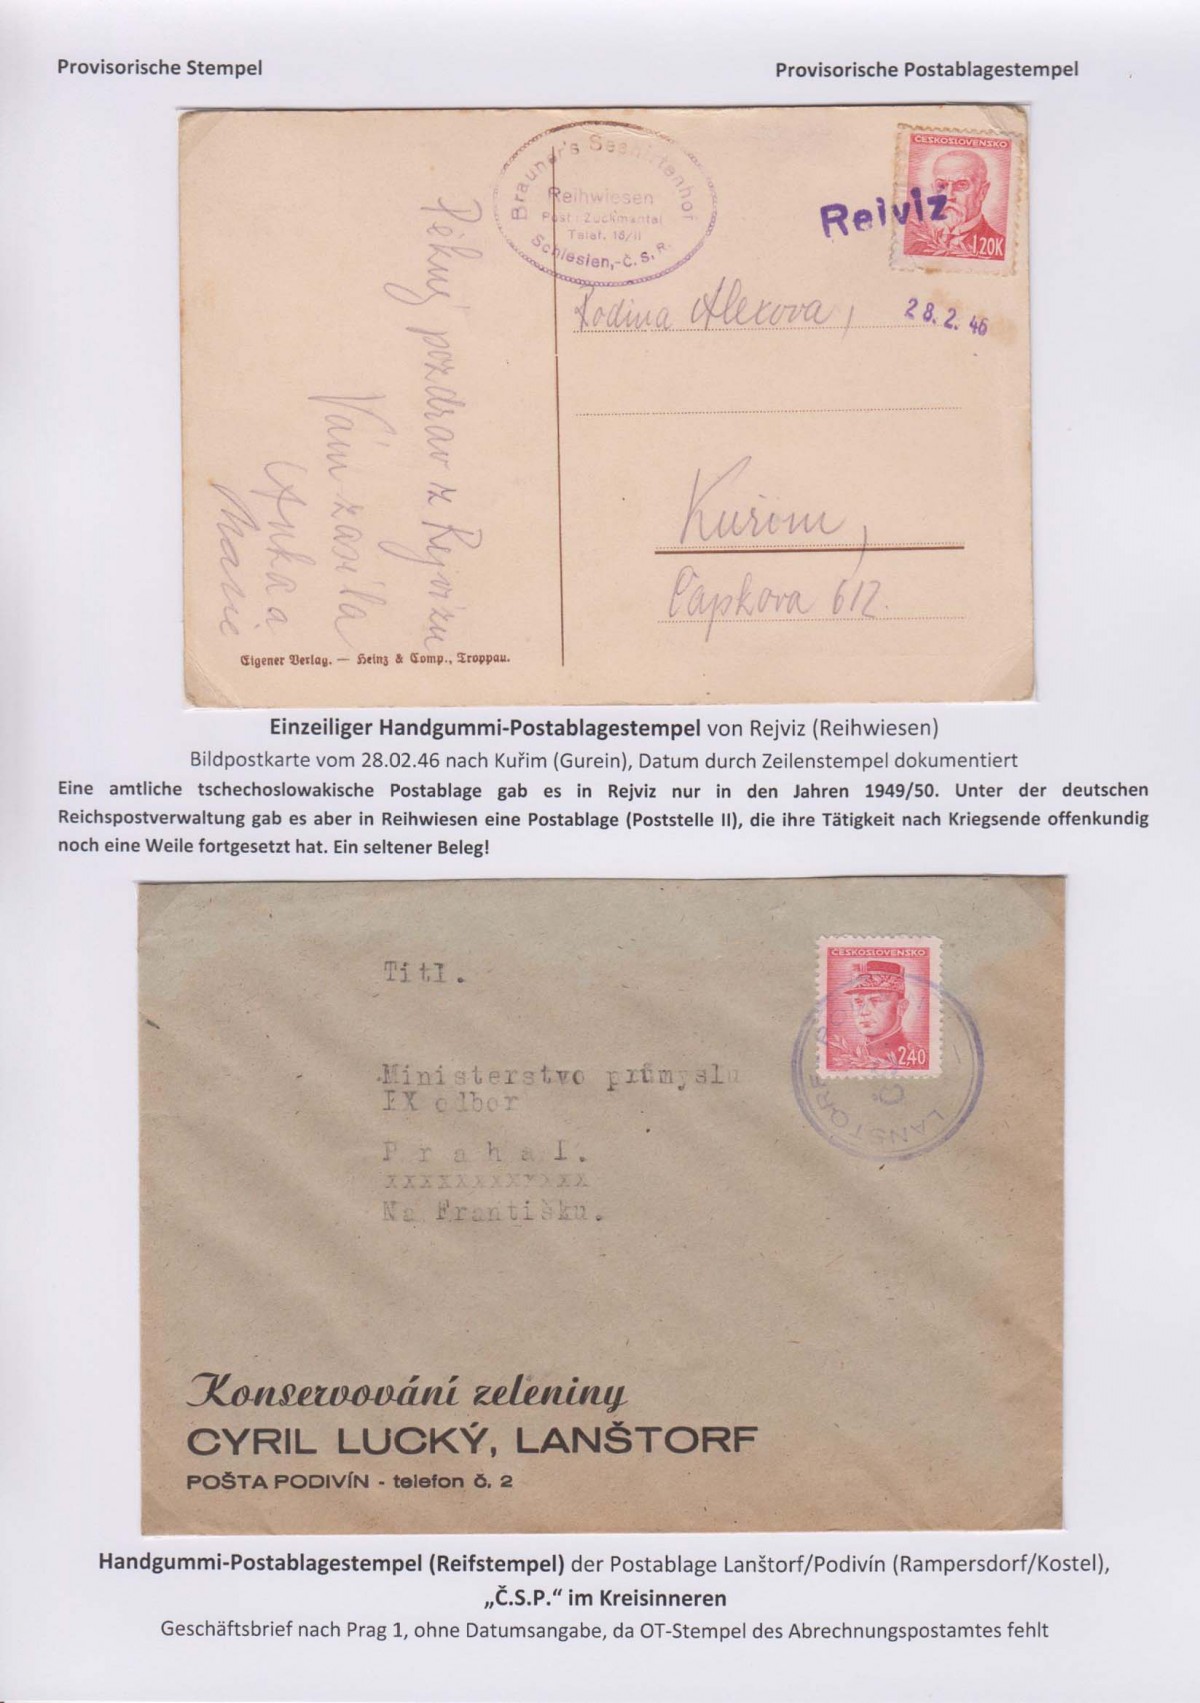 Provisorische Stempel
Provisorische Postablagestempel
Brauner's Seehirtenhof
Reihwiesen
Post: Zuckmantel
Telef. 18/II
Schlesien,-Č.S.R.
ČESKOSLOVENSKO
1.20K
Rejviz
28.2.46
Rodina Alexova,
Kuřim,
Čapkova 612.
Pěkný pozdrav z Rejvízu
Vám zasílá
Anka a
Marie
Eigener Verlag. — Heinz & Comp., Troppau.
Einzeiliger Handgummi-Postablagestempel von Rejviz (Reihwiesen)
Bildpostkarte vom 28.02.46 nach Kuřim (Gurein), Datum durch Zeilenstempel dokumentiert
Eine amtliche tschechoslowakische Postablage gab es in Rejviz nur in den Jahren 1949/50. Unter der deutschen
Reichspostverwaltung gab es aber in Reihwiesen eine Postablage (Poststelle II), die ihre Tätigkeit nach Kriegsende offenkundig
noch eine Weile fortgesetzt hat. Ein seltener Beleg!
ČESKOSLOVENSKO
2.40
LANŠTORF
Titl.
Ministerstvo průmyslu
IX odbor
P r a h a I.
xxxxxxxxxxxxx
Na Františku.
Konservování zeleniny
CYRIL LUCKÝ, LANŠTORF
POŠTA PODIVÍN - telefon č. 2
Handgummi-Postablagestempel (Reifstempel) der Postablage Lanštorf/Podivín (Rampersdorf/Kostel),
„Č.S.P.“ im Kreisinneren
Geschäftsbrief nach Prag 1, ohne Datumsangabe, da OT-Stempel des Abrechnungspostamtes fehlt